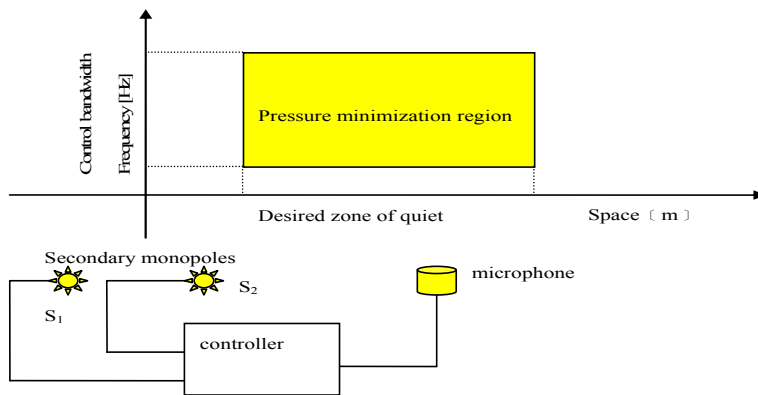 Control bandwidth
Frequency [Hz]
Pressure minimization region
Desired zone of quiet
Space﹝m﹞
Secondary monopoles
microphone
S₁
S₂
controller